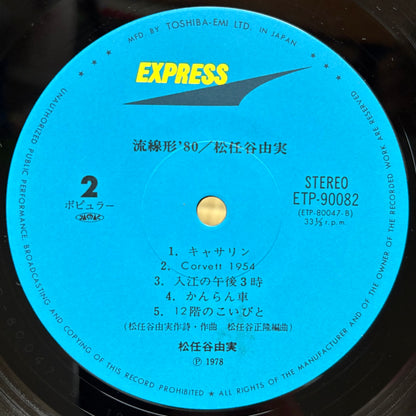 MFD. BY TOSHIBA-EMI LTD. IN JAPAN
EXPRESS
流線形'80／松任谷由実
2
ポピュラー
STEREO
ETP-90082
(ETP-80047-B)
33⅓ r.p.m.
1. キャサリン
2. Corvett 1954
3. 入江の午後3時
4. かんらん車
5. 12階のこいびと
(松任谷由実作詩・作曲 松任谷正隆編曲)
松任谷由実
Ⓟ 1978
UNAUTHORIZED PUBLIC PERFORMANCE, BROADCASTING AND COPYING OF THIS RECORD PROHIBITED ★ ALL RIGHTS OF THE MANUFACTURER AND OF THE OWNER OF THE RECORDED WORK ARE RESERVED